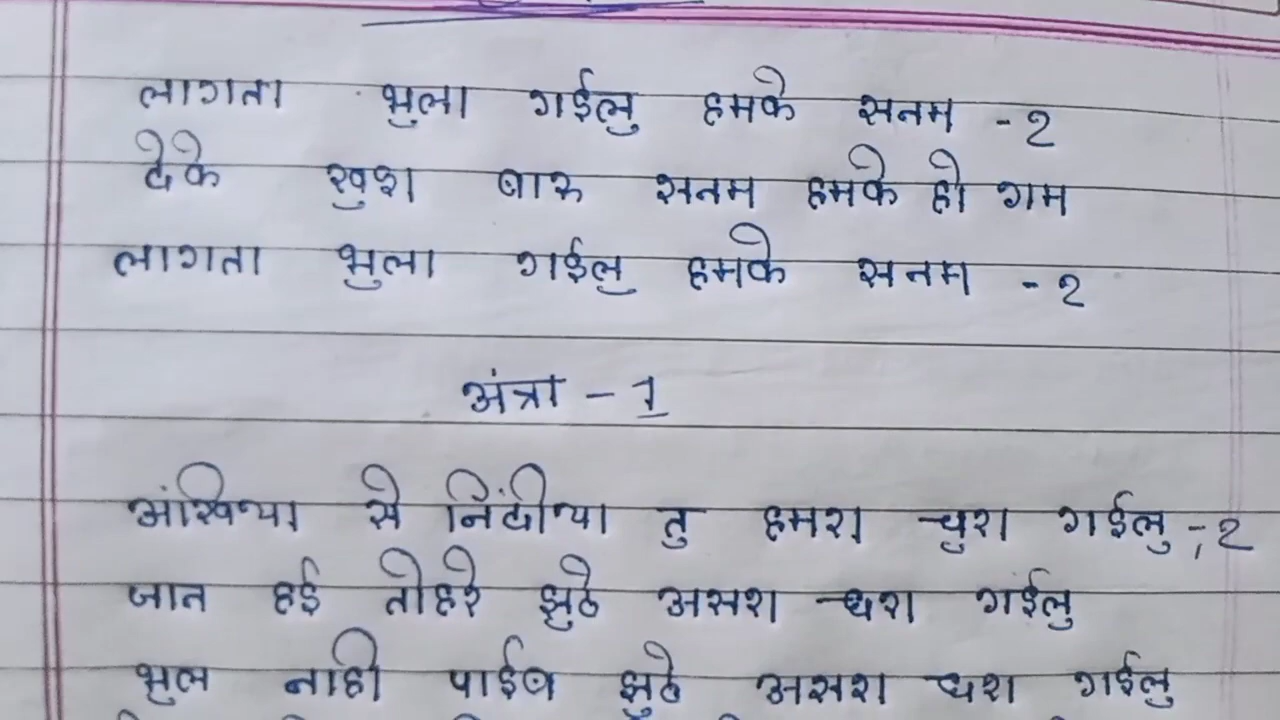 लागता भुला गईलु हमके सनम -2
देके खुश बारु सनम हमके हो गम
लागता भुला गईलु हमके सनम -2
अंत्रा - 1
अंखिया से निंदीया तु हमरा चुरा गईलु -,2
जात हई तोहरे झुठे असरा धरा गईलु
भुल नाही पाईब झुठे असरा धरा गईलु